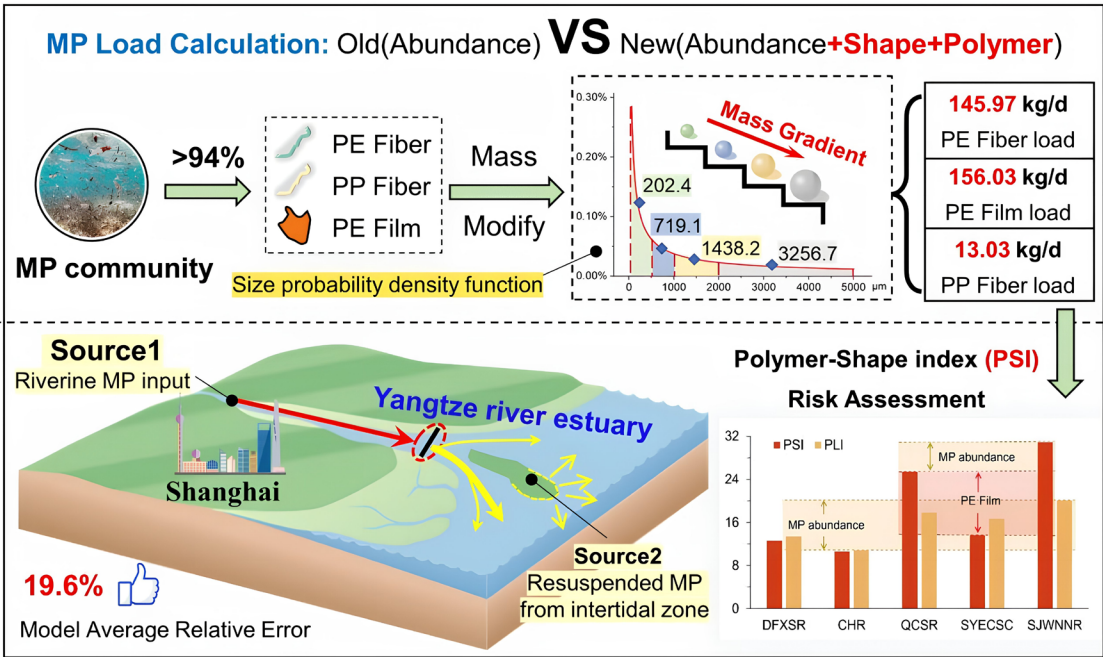 MP Load Calculation: Old(Abundance) VS New(Abundance+Shape+Polymer)
>94%
MP community
PE Fiber
PP Fiber
PE Film
Mass
Modify
Size probability density function
0.30%
0.20%
0.10%
0.00%
Mass Gradient
202.4
719.1
1438.2
3256.7
0 1000 2000 3000 4000 5000 μm
145.97 kg/d
PE Fiber load
156.03 kg/d
PE Film load
13.03 kg/d
PP Fiber load
Source1
Riverine MP input
Yangtze river estuary
Shanghai
Source2
Resuspended MP
from intertidal zone
19.6%
Model Average Relative Error
Polymer-Shape index (PSI)
Risk Assessment
32
24
16
8
0
PSI PLI
MP abundance
PE Film
MP abundance
DFXSR CHR QCSR SYECSC SJWNNR